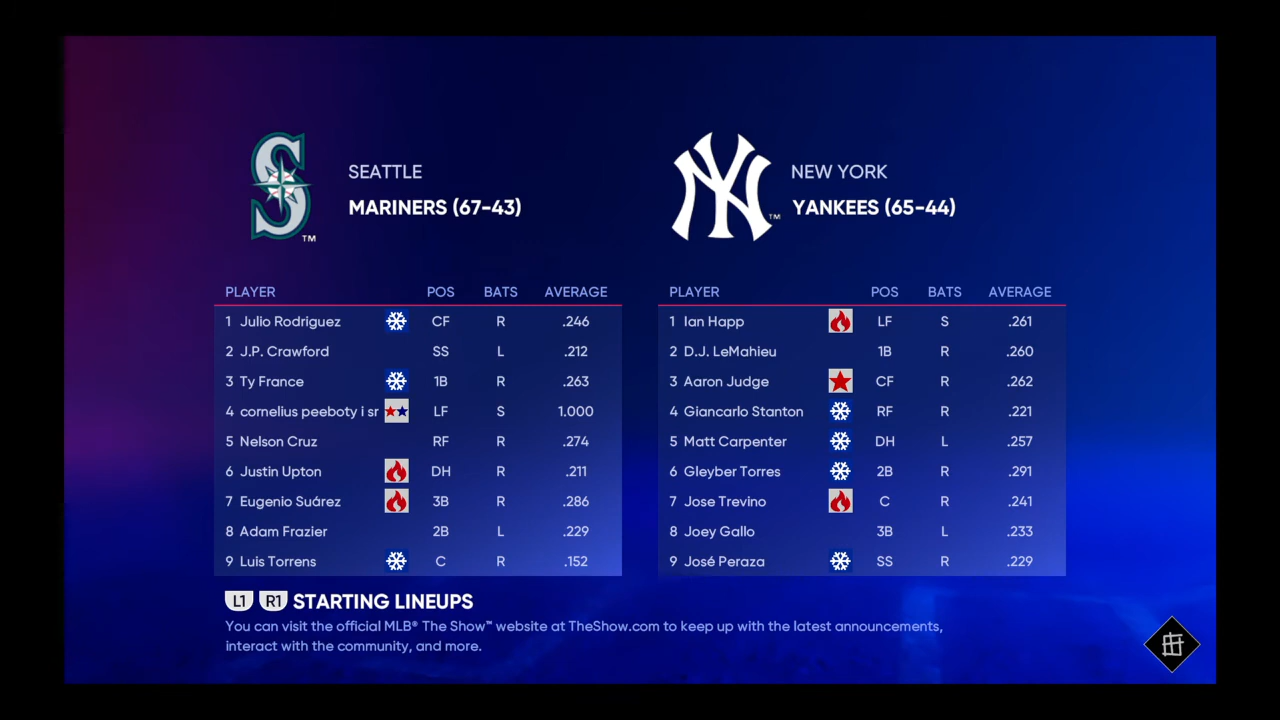 SEATTLE
MARINERS (67-43)
NEW YORK
YANKEES (65-44)
PLAYER POS BATS AVERAGE
1 Julio Rodriguez CF R .246
2 J.P. Crawford SS L .212
3 Ty France 1B R .263
4 cornelius peeboty i sr LF S 1.000
5 Nelson Cruz RF R .274
6 Justin Upton DH R .211
7 Eugenio Suárez 3B R .286
8 Adam Frazier 2B L .229
9 Luis Torrens C R .152
PLAYER POS BATS AVERAGE
1 Ian Happ LF S .261
2 D.J. LeMahieu 1B R .260
3 Aaron Judge CF R .262
4 Giancarlo Stanton RF R .221
5 Matt Carpenter DH L .257
6 Gleyber Torres 2B R .291
7 Jose Trevino C R .241
8 Joey Gallo 3B L .233
9 José Peraza SS R .229
L1 R1 STARTING LINEUPS
You can visit the official MLB® The Show™ website at TheShow.com to keep up with the latest announcements,
interact with the community, and more.